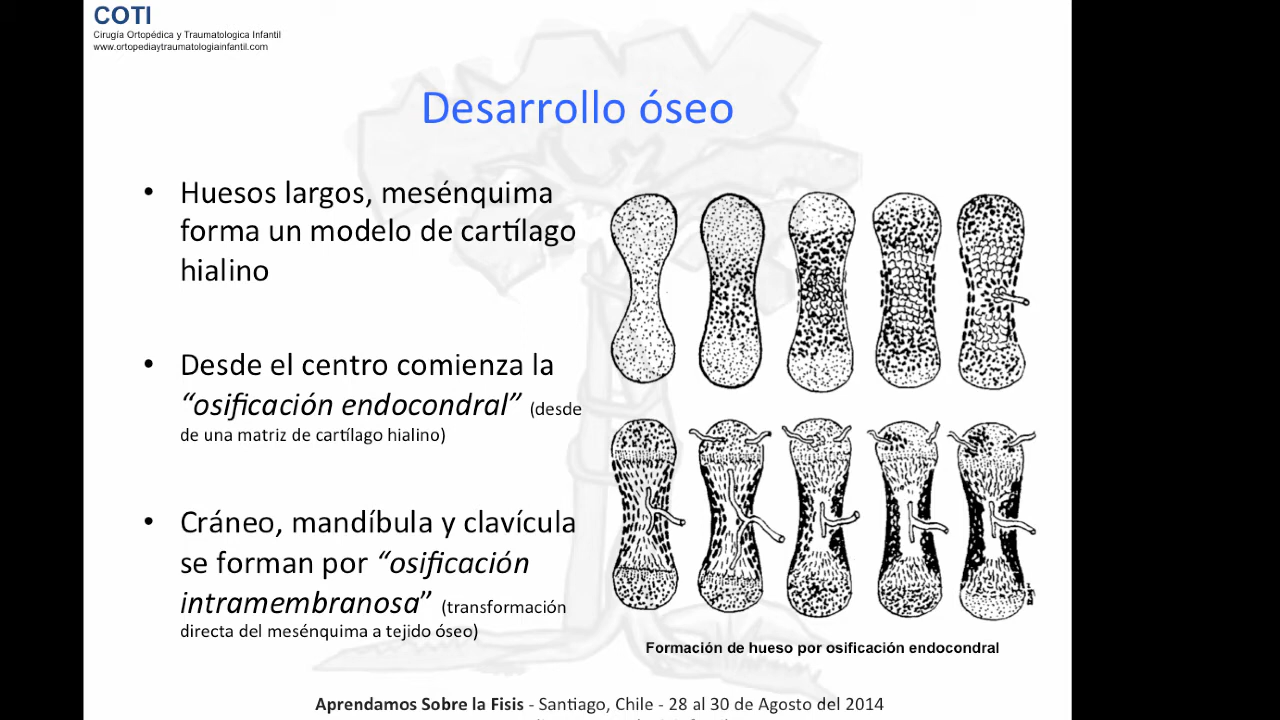 COTI
Cirugía Ortopédica y Traumatologica Infantil
www.ortopediaytraumatologiainfantil.com
Desarrollo óseo
• Huesos largos, mesénquima
forma un modelo de cartílago
hialino
• Desde el centro comienza la
“osificación endocondral” (desde
de una matriz de cartílago hialino)
• Cráneo, mandíbula y clavícula
se forman por “osificación
intramembranosa” (transformación
directa del mesénquima a tejido óseo)
Formación de hueso por osificación endocondral
Aprendamos Sobre la Fisis - Santiago, Chile - 28 al 30 de Agosto del 2014